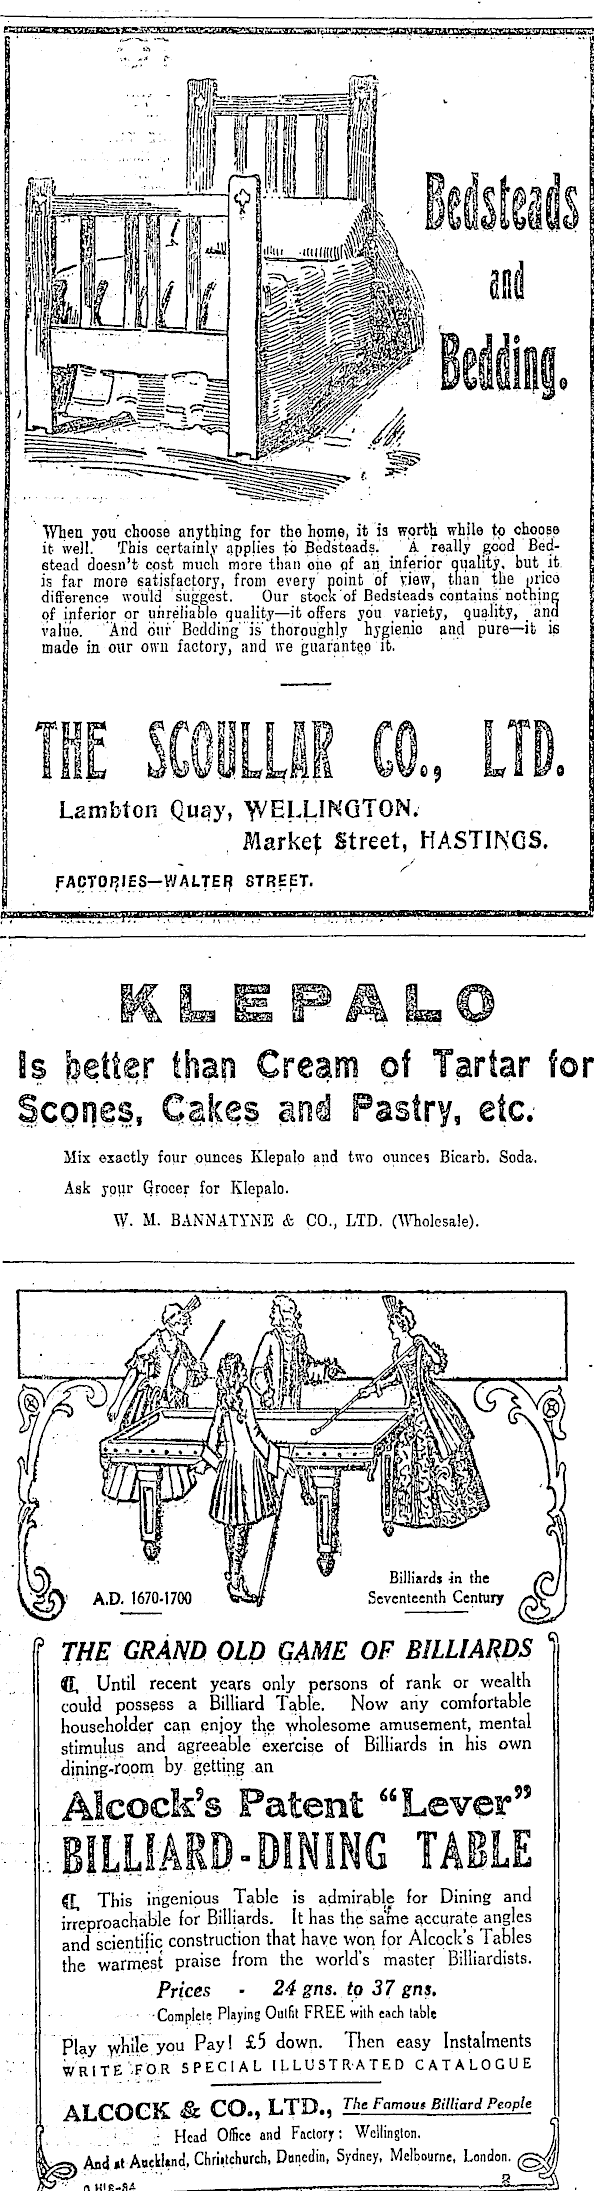 Bedsteads
and
Bedding.
When you choose anything for the home, it is worth while to choose
it well. This certainly applies to Bedsteads. A really good Bed-
stead doesn't cost much more than one of an inferior quality, but it
is far more satisfactory, from every point of view, than the price
difference would suggest. Our stock of Bedsteads contains nothing
of inferior or unreliable quality—it offers you variety, quality, and
value. And our Bedding is thoroughly hygienic and pure—it is
made in our own factory, and we guarantee it.
THE SCOULLAR CO., LTD.
Lambton Quay, WELLINGTON.
Market Street, HASTINGS.
FACTORIES—WALTER STREET.
KLEPALO
Is better than Cream of Tartar for
Scones, Cakes and Pastry, etc.
Mix exactly four ounces Klepalo and two ounces Bicarb. Soda.
Ask your Grocer for Klepalo.
W. M. BANNATYNE & CO., LTD. (Wholesale).
A.D. 1670-1700
Billiards in the
Seventeenth Century
THE GRAND OLD GAME OF BILLIARDS
¶ Until recent years only persons of rank or wealth
could possess a Billiard Table. Now any comfortable
householder can enjoy the wholesome amusement, mental
stimulus and agreeable exercise of Billiards in his own
dining-room by getting an
Alcock's Patent "Lever"
BILLIARD-DINING TABLE
¶ This ingenious Table is admirable for Dining and
irreproachable for Billiards. It has the same accurate angles
and scientific construction that have won for Alcock's Tables
the warmest praise from the world's master Billiardists.
Prices - 24 gns. to 37 gns.
Complete Playing Outfit FREE with each table
Play while you Pay! £5 down. Then easy Instalments
WRITE FOR SPECIAL ILLUSTRATED CATALOGUE
ALCOCK & CO., LTD., The Famous Billiard People
Head Office and Factory: Wellington.
And at Auckland, Christchurch, Dunedin, Sydney, Melbourne, London.